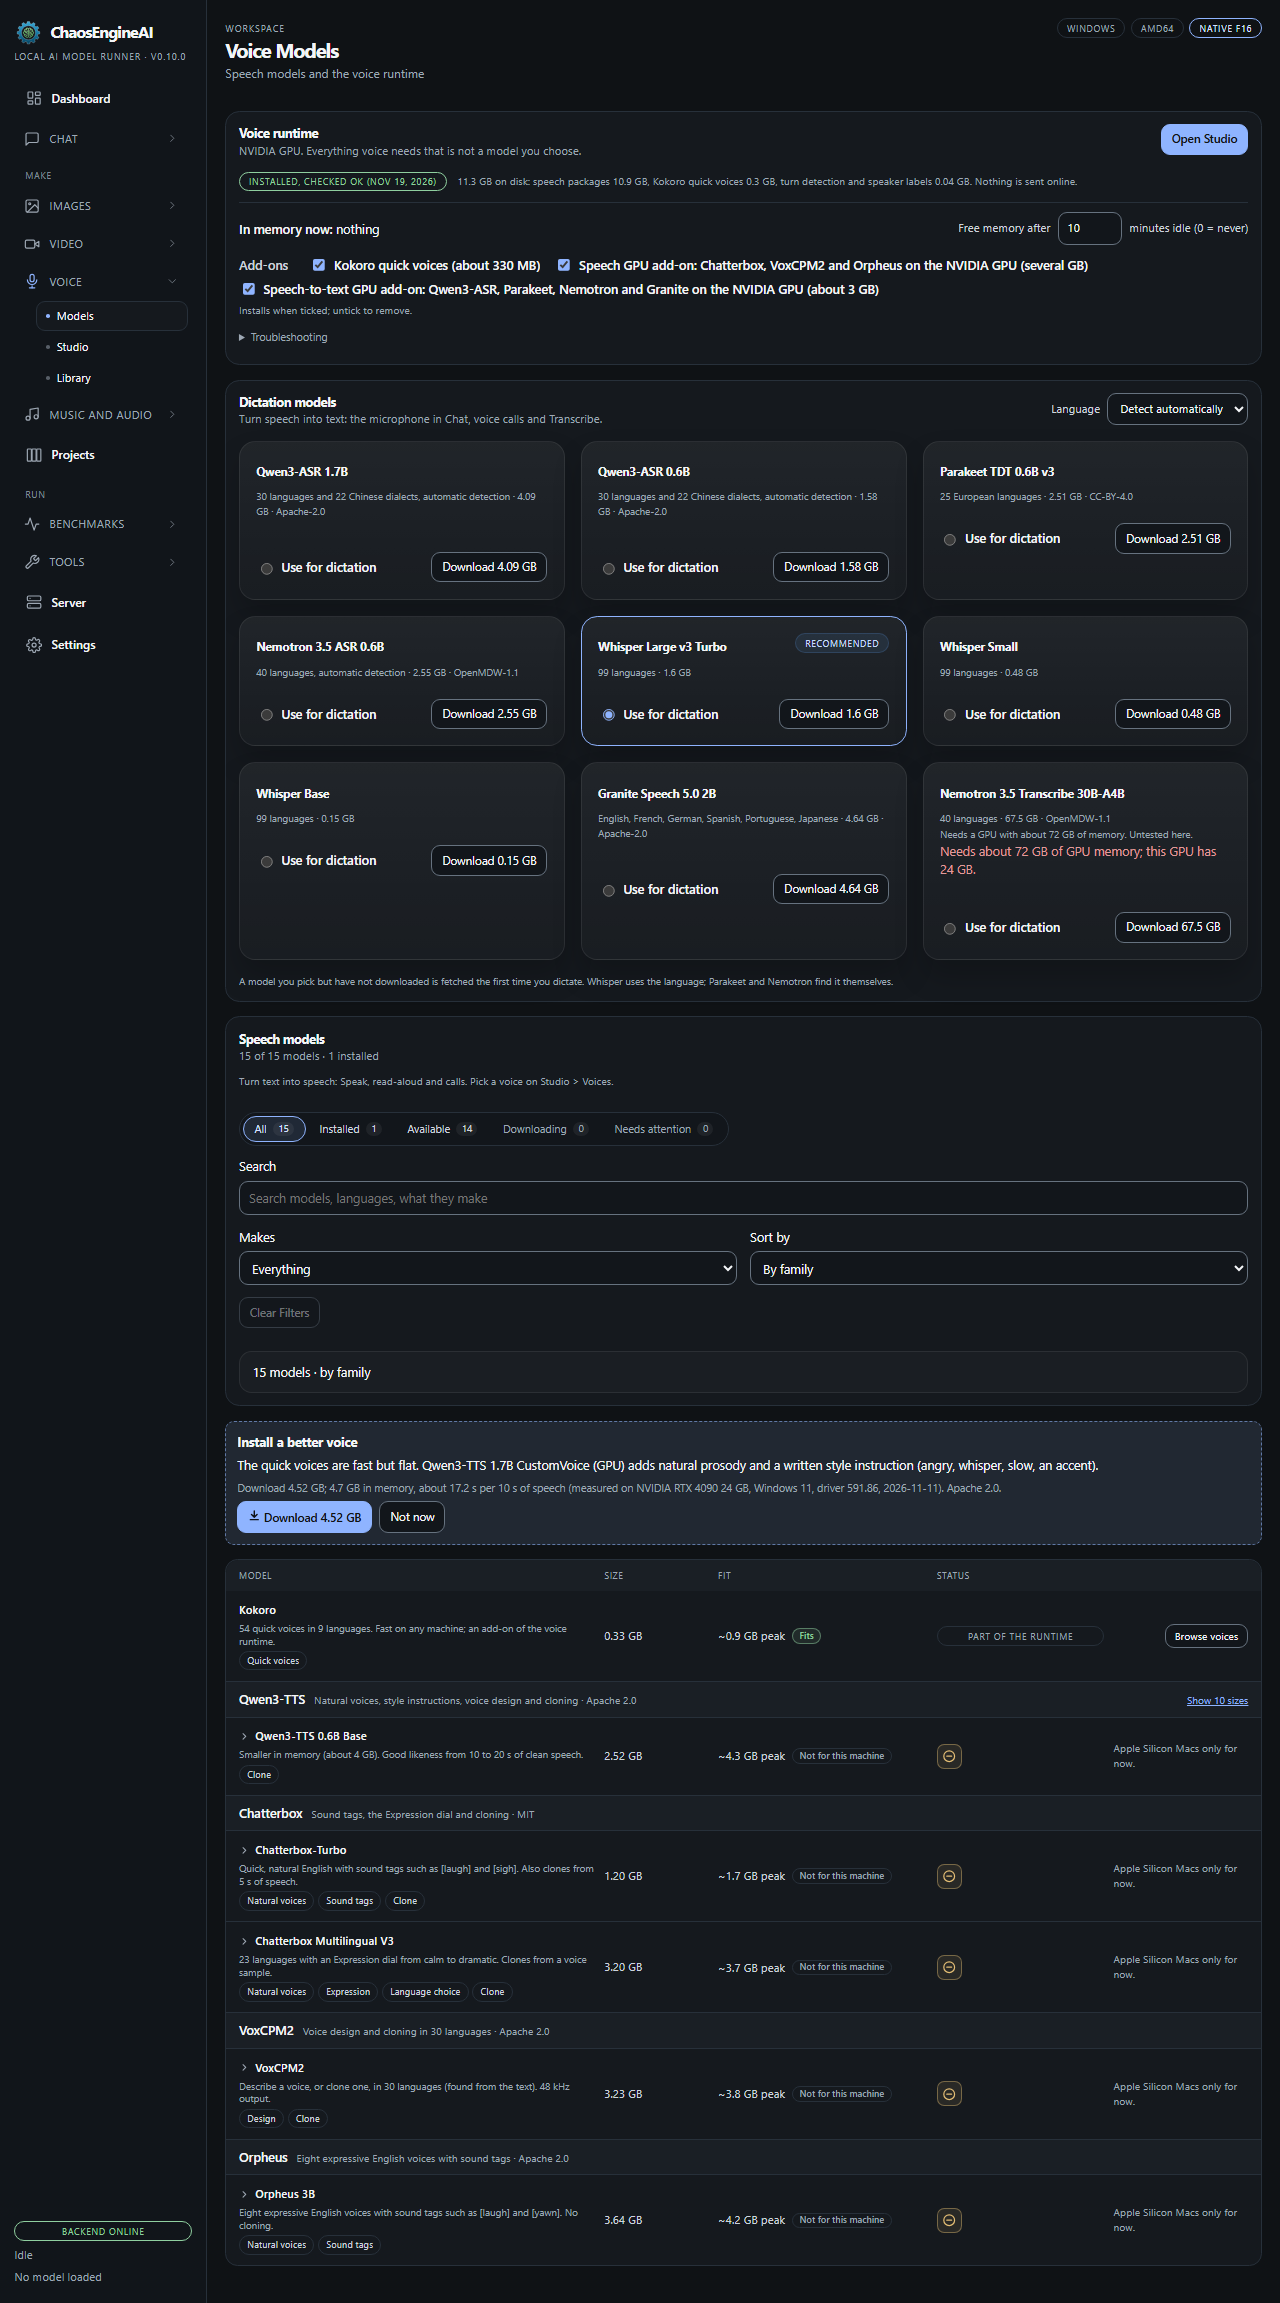 ChaosEngineAI
LOCAL AI MODEL RUNNER · V0.10.0
Dashboard
CHAT
MAKE
IMAGES
VIDEO
VOICE
Models
Studio
Library
MUSIC AND AUDIO
Projects
RUN
BENCHMARKS
TOOLS
Server
Settings
BACKEND ONLINE
Idle
No model loaded
WORKSPACE
Voice Models
Speech models and the voice runtime
WINDOWS
AMD64
NATIVE F16
Voice runtime
NVIDIA GPU. Everything voice needs that is not a model you choose.
Open Studio
INSTALLED, CHECKED OK (NOV 19, 2026)
11.3 GB on disk: speech packages 10.9 GB, Kokoro quick voices 0.3 GB, turn detection and speaker labels 0.04 GB. Nothing is sent online.
In memory now: nothing
Free memory after 10 minutes idle (0 = never)
Add-ons
Kokoro quick voices (about 330 MB)
Speech GPU add-on: Chatterbox, VoxCPM2 and Orpheus on the NVIDIA GPU (several GB)
Speech-to-text GPU add-on: Qwen3-ASR, Parakeet, Nemotron and Granite on the NVIDIA GPU (about 3 GB)
Installs when ticked; untick to remove.
Troubleshooting
Dictation models
Turn speech into text: the microphone in Chat, voice calls and Transcribe.
Language
Detect automatically
Qwen3-ASR 1.7B
30 languages and 22 Chinese dialects, automatic detection · 4.09
GB · Apache-2.0
Use for dictation
Download 4.09 GB
Qwen3-ASR 0.6B
30 languages and 22 Chinese dialects, automatic detection · 1.58
GB · Apache-2.0
Use for dictation
Download 1.58 GB
Parakeet TDT 0.6B v3
25 European languages · 2.51 GB · CC-BY-4.0
Use for dictation
Download 2.51 GB
Nemotron 3.5 ASR 0.6B
40 languages, automatic detection · 2.55 GB · OpenMDW-1.1
Use for dictation
Download 2.55 GB
Whisper Large v3 Turbo
RECOMMENDED
99 languages · 1.6 GB
Use for dictation
Download 1.6 GB
Whisper Small
99 languages · 0.48 GB
Use for dictation
Download 0.48 GB
Whisper Base
99 languages · 0.15 GB
Use for dictation
Download 0.15 GB
Granite Speech 5.0 2B
English, French, German, Spanish, Portuguese, Japanese · 4.64 GB ·
Apache-2.0
Use for dictation
Download 4.64 GB
Nemotron 3.5 Transcribe 30B-A4B
40 languages · 67.5 GB · OpenMDW-1.1
Needs a GPU with about 72 GB of memory. Untested here.
Needs about 72 GB of GPU memory; this GPU has
24 GB.
Use for dictation
Download 67.5 GB
A model you pick but have not downloaded is fetched the first time you dictate. Whisper uses the language; Parakeet and Nemotron find it themselves.
Speech models
15 of 15 models · 1 installed
Turn text into speech: Speak, read-aloud and calls. Pick a voice on Studio > Voices.
All 15
Installed 1
Available 14
Downloading 0
Needs attention 0
Search
Search models, languages, what they make
Makes
Sort by
Everything
By family
Clear Filters
15 models · by family
Install a better voice
The quick voices are fast but flat. Qwen3-TTS 1.7B CustomVoice (GPU) adds natural prosody and a written style instruction (angry, whisper, slow, an accent).
Download 4.52 GB; 4.7 GB in memory, about 17.2 s per 10 s of speech (measured on NVIDIA RTX 4090 24 GB, Windows 11, driver 591.86, 2026-11-11). Apache 2.0.
Download 4.52 GB
Not now
MODEL
SIZE
FIT
STATUS
Kokoro
54 quick voices in 9 languages. Fast on any machine; an add-on of the voice
runtime.
Quick voices
0.33 GB
~0.9 GB peak
Fits
PART OF THE RUNTIME
Browse voices
Qwen3-TTS
Natural voices, style instructions, voice design and cloning · Apache 2.0
Show 10 sizes
Qwen3-TTS 0.6B Base
Smaller in memory (about 4 GB). Good likeness from 10 to 20 s of clean speech.
Clone
2.52 GB
~4.3 GB peak
Not for this machine
Apple Silicon Macs only for
now.
Chatterbox
Sound tags, the Expression dial and cloning · MIT
Chatterbox-Turbo
Quick, natural English with sound tags such as [laugh] and [sigh]. Also clones from
5 s of speech.
Natural voices
Sound tags
Clone
1.20 GB
~1.7 GB peak
Not for this machine
Apple Silicon Macs only for
now.
Chatterbox Multilingual V3
23 languages with an Expression dial from calm to dramatic. Clones from a voice
sample.
Natural voices
Expression
Language choice
Clone
3.20 GB
~3.7 GB peak
Not for this machine
Apple Silicon Macs only for
now.
VoxCPM2
Voice design and cloning in 30 languages · Apache 2.0
VoxCPM2
Describe a voice, or clone one, in 30 languages (found from the text). 48 kHz
output.
Design
Clone
3.23 GB
~3.8 GB peak
Not for this machine
Apple Silicon Macs only for
now.
Orpheus
Eight expressive English voices with sound tags · Apache 2.0
Orpheus 3B
Eight expressive English voices with sound tags such as [laugh] and [yawn]. No
cloning.
Natural voices
Sound tags
3.64 GB
~4.2 GB peak
Not for this machine
Apple Silicon Macs only for
now.